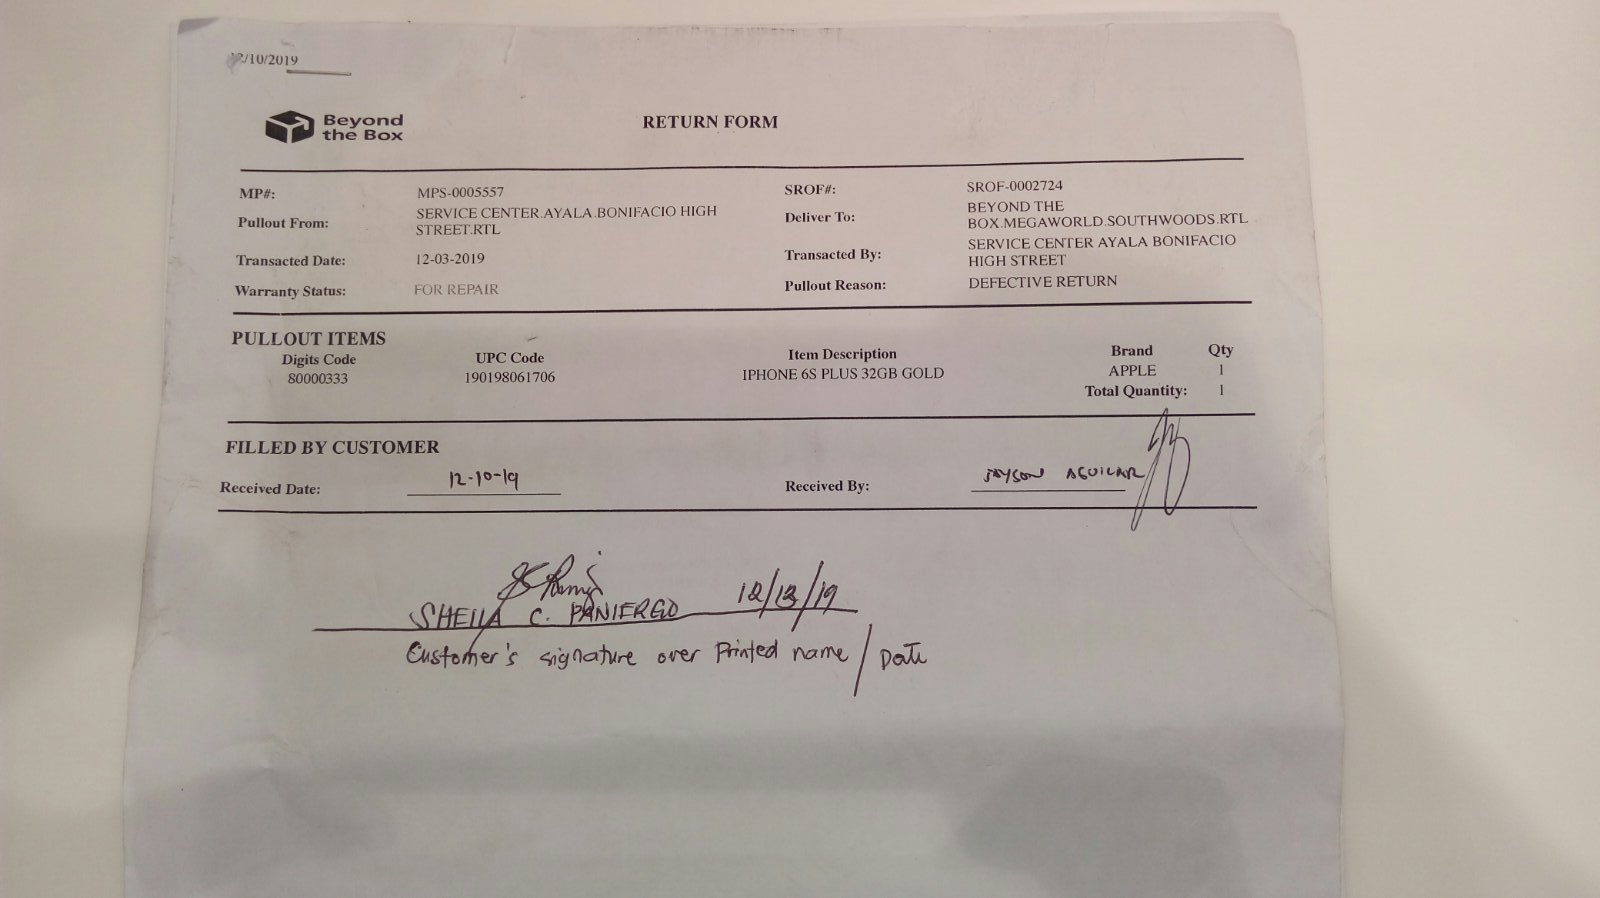 12/10/2019
Beyond
the Box
RETURN FORM
MP#: MPS-0005557 SROF#: SROF-0002724
Pullout From: SERVICE CENTER.AYALA.BONIFACIO HIGH STREET.RTL Deliver To: BEYOND THE BOX.MEGAWORLD.SOUTHWOODS.RTL
Transacted Date: 12-03-2019 Transacted By: SERVICE CENTER AYALA BONIFACIO HIGH STREET
Warranty Status: FOR REPAIR Pullout Reason: DEFECTIVE RETURN
PULLOUT ITEMS
Digits Code UPC Code Item Description Brand Qty
80000333 190198061706 IPHONE 6S PLUS 32GB GOLD APPLE 1
Total Quantity: 1
FILLED BY CUSTOMER
Received Date: 12-10-19 Received By: JAYSON AGUILAR
SHEILA C. PANIERGO 12/13/19
Customer's signature over Printed name / Date